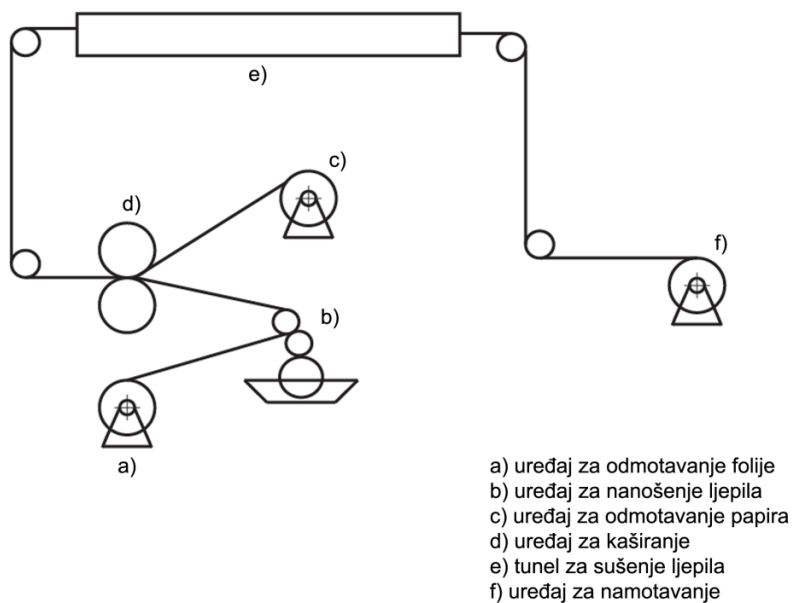 e)
c)
d)
f)
b)
a)
a) uređaj za odmotavanje folije
b) uređaj za nanošenje ljepila
c) uređaj za odmotavanje papira
d) uređaj za kaširanje
e) tunel za sušenje ljepila
f) uređaj za namotavanje